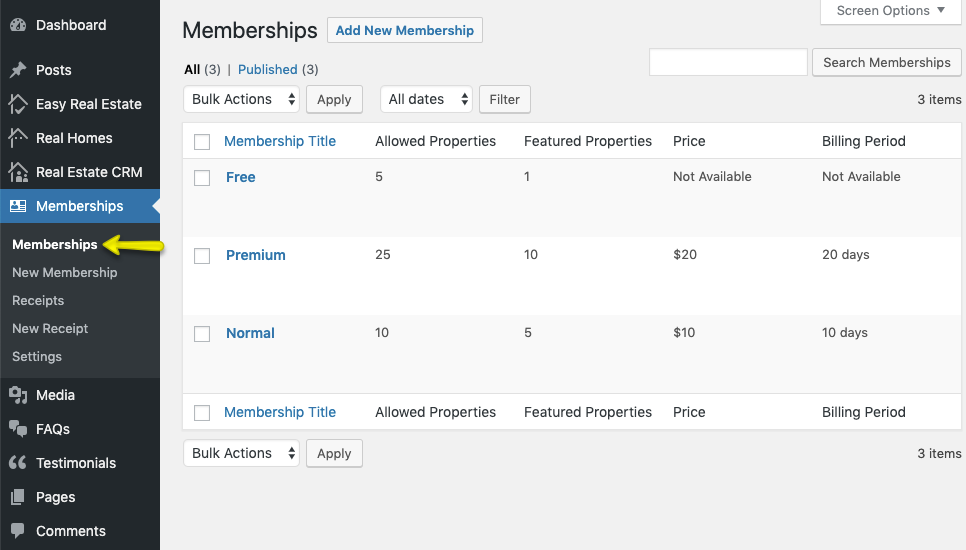 Dashboard
Posts
Easy Real Estate
Real Homes
Real Estate CRM
Memberships
Memberships
New Membership
Receipts
New Receipt
Settings
Media
FAQs
Testimonials
Pages
Comments
Screen Options
Memberships Add New Membership
All (3) | Published (3)
Search Memberships
Bulk Actions Apply All dates Filter 3 items
Membership Title Allowed Properties Featured Properties Price Billing Period
Free 5 1 Not Available Not Available
Premium 25 10 $20 20 days
Normal 10 5 $10 10 days
Membership Title Allowed Properties Featured Properties Price Billing Period
Bulk Actions Apply 3 items